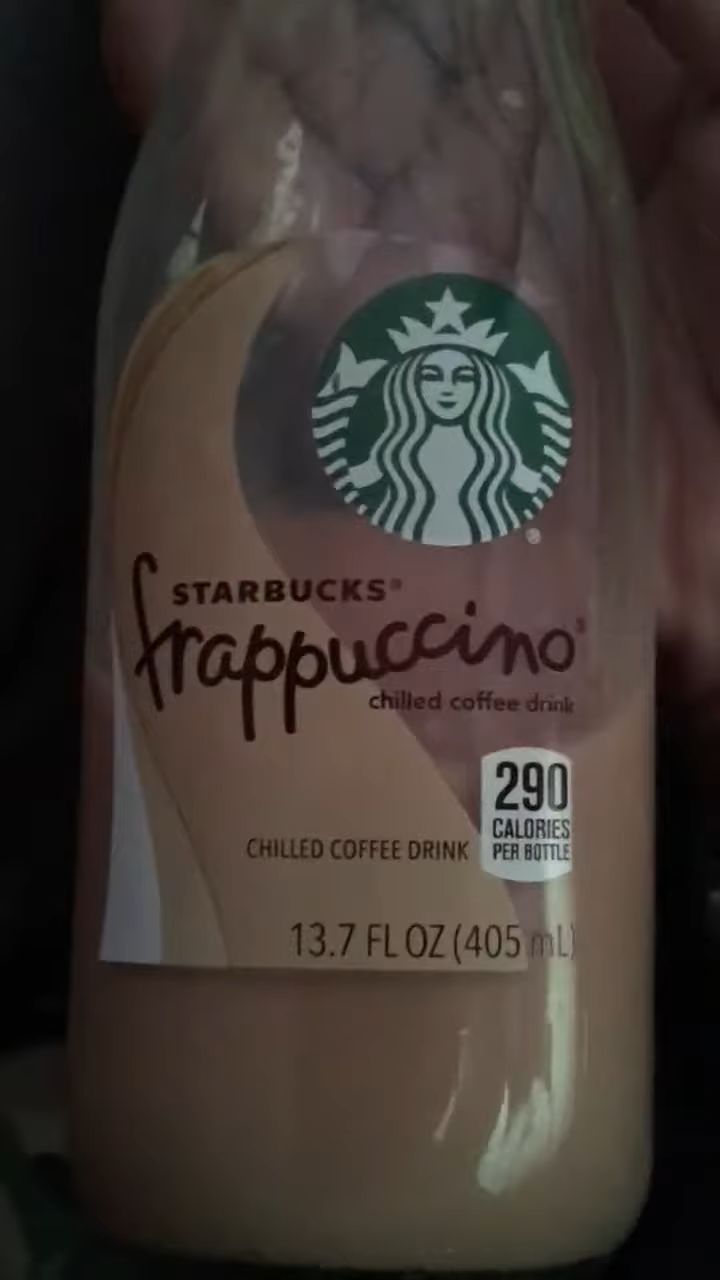 STARBUCKS®
frappuccino®
chilled coffee drink
290
CALORIES
PER BOTTLE
CHILLED COFFEE DRINK
13.7 FL OZ (405 mL)
®